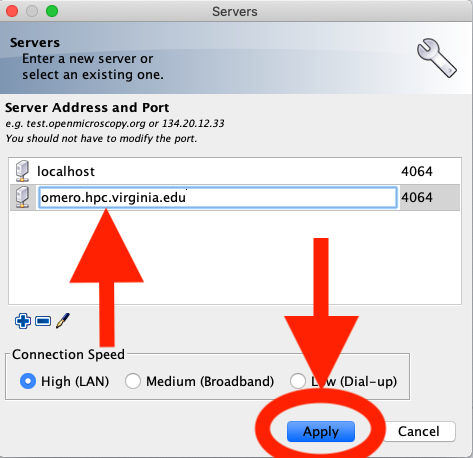 Servers
Servers
Enter a new server or
select an existing one.
Server Address and Port
e.g. test.openmicroscopy.org or 134.20.12.33
You should not have to modify the port.
localhost 4064
omero.hpc.virginia.edu 4064
Connection Speed
High (LAN) Medium (Broadband) Low (Dial-up)
Apply Cancel